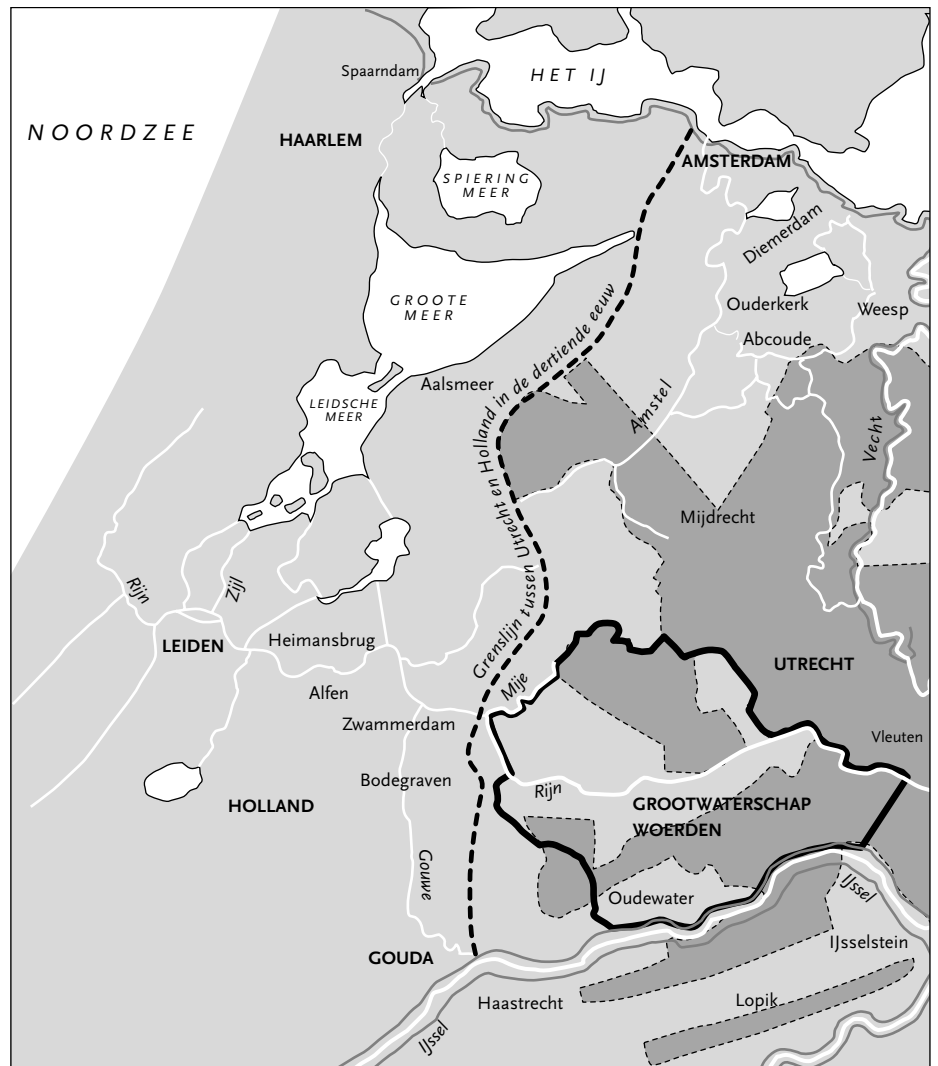 Spaarndam
HET IJ
NOORDZEE
HAARLEM
AMSTERDAM
SPIERING
MEER
Diemerdam
GROOTE
MEER
Ouderkerk
Weesp
Abcoude
Aalsmeer
LEIDSCHE
MEER
Grenslijn tussen Utrecht en Holland in de dertiende eeuw
Amstel
Vecht
Mijdrecht
Rijn
Zijl
LEIDEN
Heimansbrug
UTRECHT
Mije
Alfen
Zwammerdam
Vleuten
Bodegraven
Rijn
HOLLAND
GROOTWATERSCHAP
WOERDEN
Gouwe
Oudewater
IJssel
IJsselstein
GOUDA
Haastrecht
Lopik
IJssel